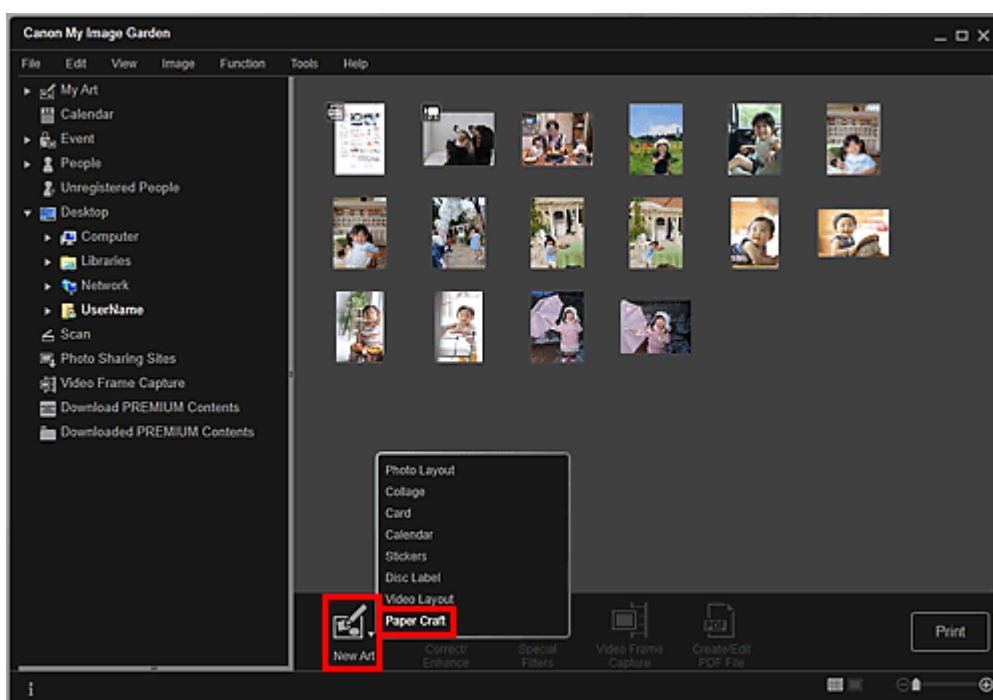 Canon My Image Garden
File Edit View Image Function Tools Help
My Art
Calendar
Event
People
Unregistered People
Desktop
Computer
Libraries
Network
UserName
Scan
Photo Sharing Sites
Video Frame Capture
Download PREMIUM Contents
Downloaded PREMIUM Contents
Photo Layout
Collage
Card
Calendar
Stickers
Disc Label
Video Layout
Paper Craft
New Art
Correct/
Enhance
Special
Filters
Video Frame
Capture
PDF
Create/Edit
PDF File
Print